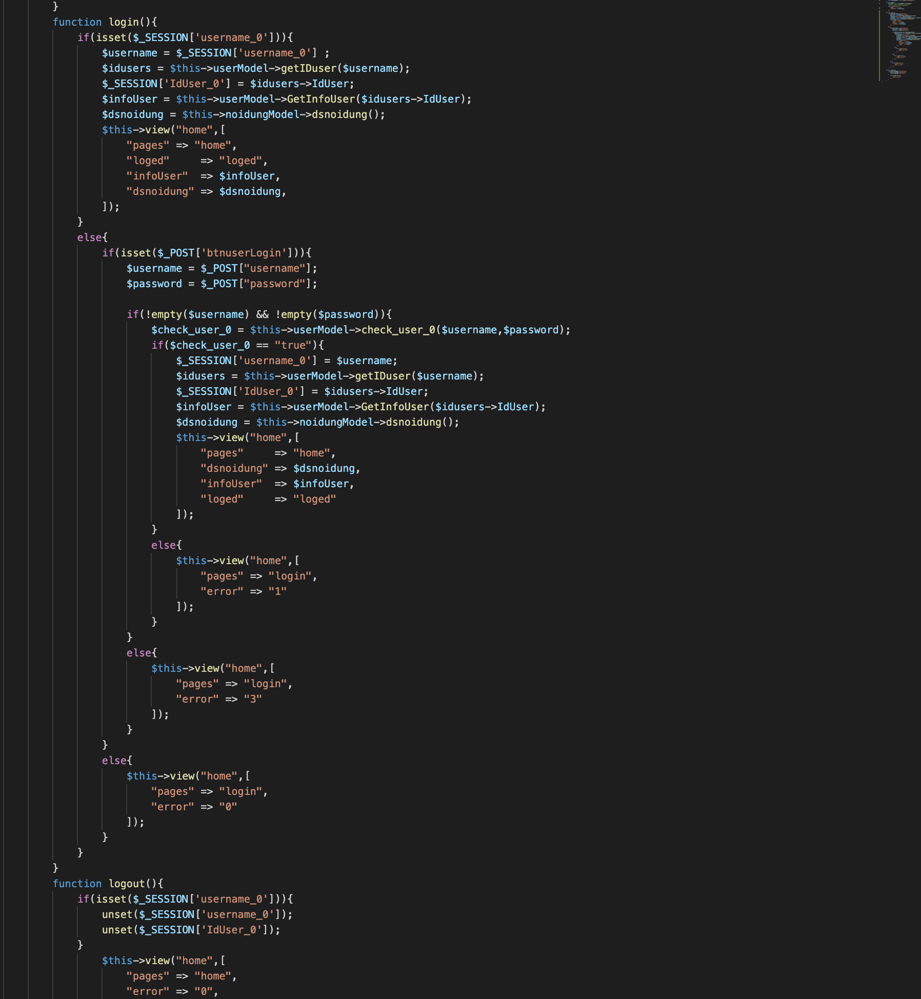 }
function login(){
if(isset($_SESSION['username_0'])){
$username = $_SESSION['username_0'] ;
$idusers = $this->userModel->getIDuser($username);
$_SESSION['IdUser_0'] = $idusers->IdUser;
$infoUser = $this->userModel->GetInfoUser($idusers->IdUser);
$dsnoidung = $this->noidungModel->dsnoidung();
$this->view("home",[
"pages" => "home",
"loged"     => "loged",
"infoUser"  => $infoUser,
"dsnoidung" => $dsnoidung,
]);
}
else{
if(isset($_POST['btnuserLogin'])){
$username = $_POST["username"];
$password = $_POST["password"];
if(!empty($username) && !empty($password)){
$check_user_0 = $this->userModel->check_user_0($username,$password);
if($check_user_0 == "true"){
$_SESSION['username_0'] = $username;
$idusers = $this->userModel->getIDuser($username);
$_SESSION['IdUser_0'] = $idusers->IdUser;
$infoUser = $this->userModel->GetInfoUser($idusers->IdUser);
$dsnoidung = $this->noidungModel->dsnoidung();
$this->view("home",[
"pages"     => "home",
"dsnoidung" => $dsnoidung,
"infoUser"  => $infoUser,
"loged"     => "loged"
]);
}
else{
$this->view("home",[
"pages" => "login",
"error" => "1"
]);
}
}
else{
$this->view("home",[
"pages" => "login",
"error" => "3"
]);
}
}
else{
$this->view("home",[
"pages" => "login",
"error" => "0"
]);
}
}
}
function logout(){
if(isset($_SESSION['username_0'])){
unset($_SESSION['username_0']);
unset($_SESSION['IdUser_0']);
}
$this->view("home",[
"pages" => "home",
"error" => "0",